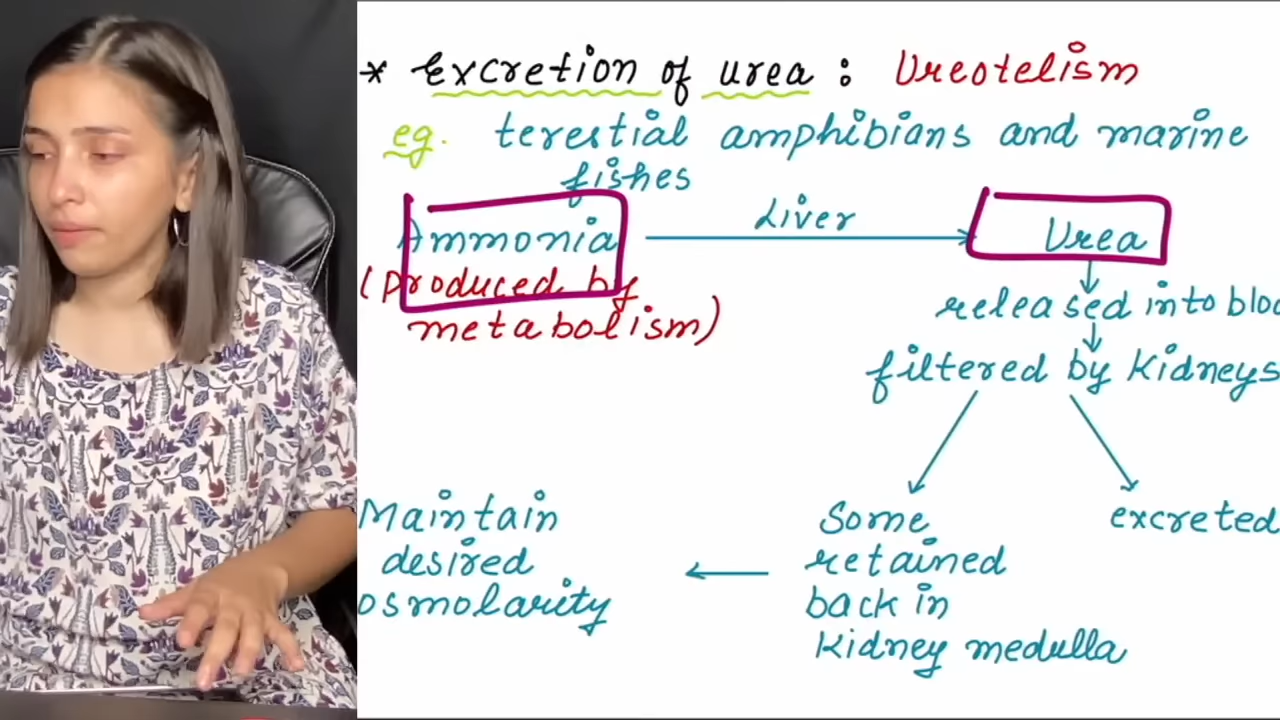 * Excretion of urea : Ureotelism
eg. terestial amphibians and marine
fishes
Ammonia Liver Urea
(produced by
metabolism)
released into bloo
filtered by Kidneys
Maintain
desired
osmolarity
Some
retained
back in
Kidney medulla
excreted